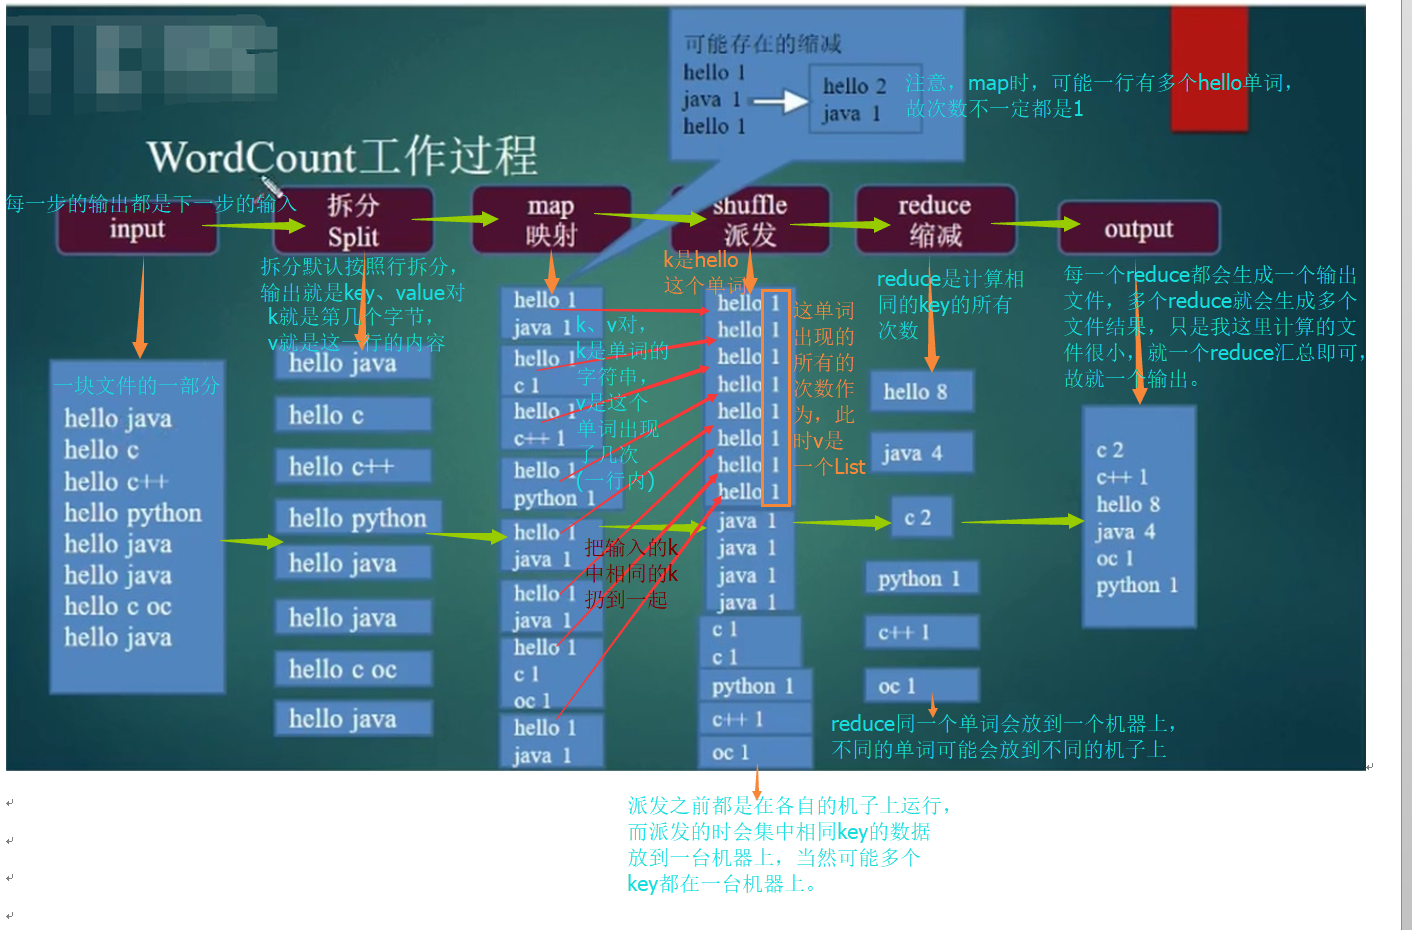 可能存在的缩减
hello 1
java 1
hello 1
hello 2
java 1
注意，map时，可能一行有多个hello单词，
故次数不一定都是1
WordCount工作过程
每一步的输出都是下一步的输入
input
拆分
Split
map
映射
shuffle
派发
reduce
缩减
output
拆分默认按照行拆分，
输出就是key、value对
k就是第几个字节，
v就是这一行的内容
一块文件的一部分
hello java
hello c
hello c++
hello python
hello java
hello java
hello c oc
hello java
hello java
hello c
hello c++
hello python
hello java
hello java
hello c oc
hello java
hello 1
java 1
hello 1
c 1
hello 1
c++ 1
hello 1
python 1
hello 1
java 1
hello 1
java 1
hello 1
c 1
oc 1
hello 1
java 1
k、v对，
k是单词的
字符串，
v是这个
单词出现
了几次
(一行内)
把输入的k
中相同的k
扔到一起
k是hello
这个单词
hello 1
hello 1
hello 1
hello 1
hello 1
hello 1
hello 1
hello 1
java 1
java 1
java 1
java 1
c 1
c 1
python 1
c++ 1
oc 1
这单词
出现的
所有的
次数作
为，此
时v是
一个List
reduce是计算相
同的key的所有
次数
hello 8
java 4
c 2
python 1
c++ 1
oc 1
reduce同一个单词会放到一个机器上，
不同的单词可能会放到不同的机子上
每一个reduce都会生成一个输出
文件，多个reduce就会生成多个
文件结果，只是我这里计算的文
件很小，就一个reduce汇总即可，
故就一个输出。
c 2
c++ 1
hello 8
java 4
oc 1
python 1
派发之前都是在各自的机子上运行，
而派发的时会集中相同key的数据
放到一台机器上，当然可能多个
key都在一台机器上。